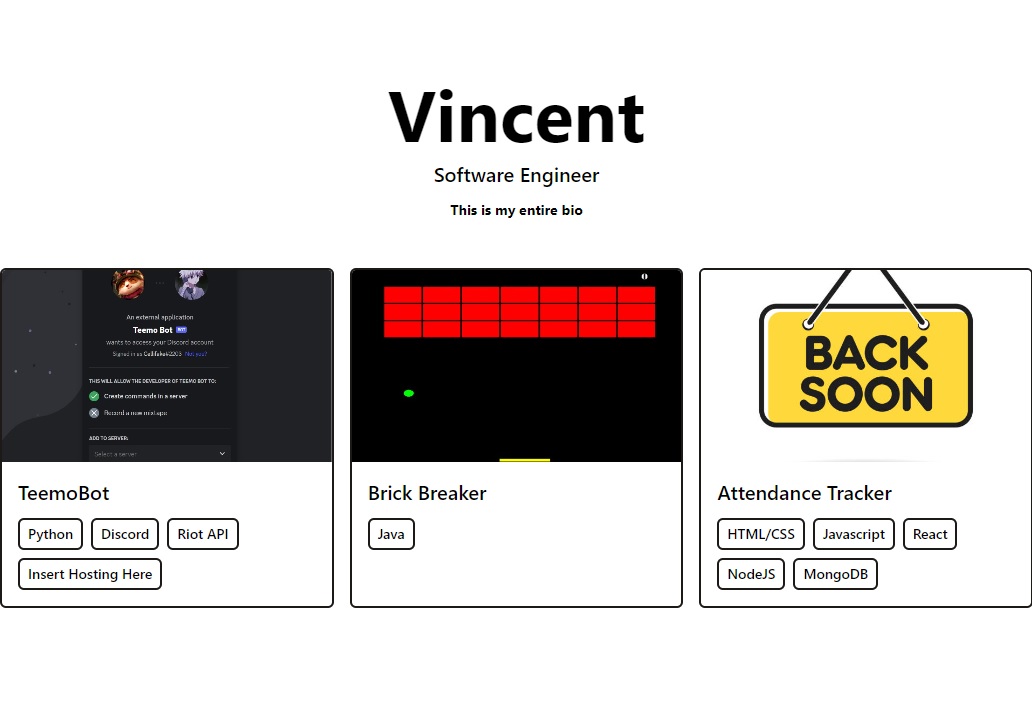 Vincent
Software Engineer
This is my entire bio
An external application
Teemo Bot BOT
wants to access your Discord account
Signed in as Callifake#2203 Not you?
THIS WILL ALLOW THE DEVELOPER OF TEEMO BOT TO:
Create commands in a server
Record a new mixtape
ADD TO SERVER:
Select a server
0
BACK
SOON
TeemoBot
Python Discord Riot API
Insert Hosting Here
Brick Breaker
Java
Attendance Tracker
HTML/CSS Javascript React
NodeJS MongoDB